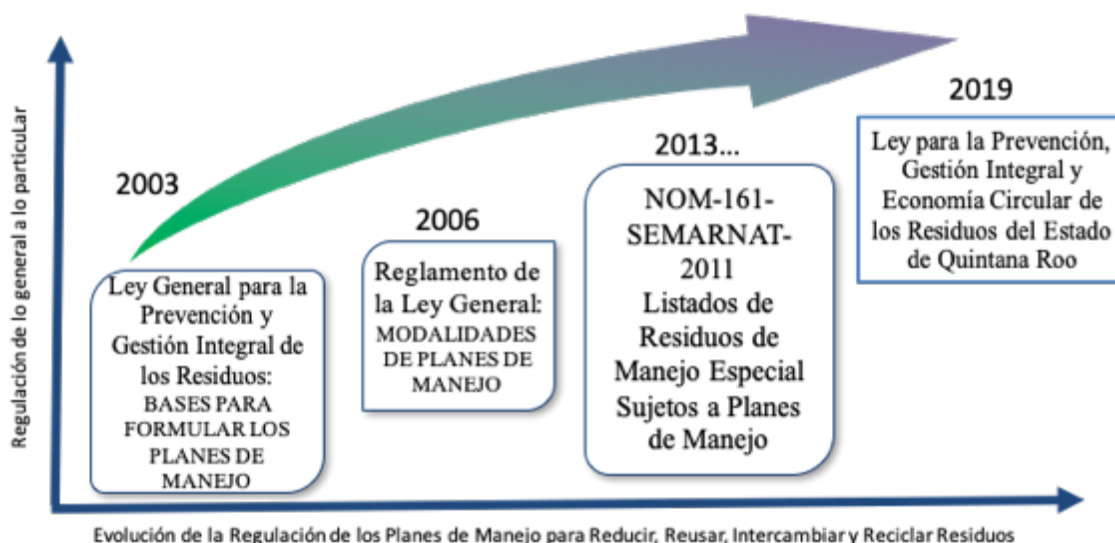 Regulación de lo general a lo particuLar
2003
Ley General para la
Prevención y
Gestión Integral de
los Residuos:
BASES PARA
FORMULAR LOS
PLANES DE
MANEJO
2006
Reglamento de
la Ley General:
MODALIDADES
DE PLANES DE
MANEJO
2013...
NOM-161-
SEMARNAT-
2011
Listados de
Residuos de
Manejo Especial
Sujetos a Planes
de Manejo
2019
Ley para la Prevención,
Gestión Integral y
Economía Circular de
los Residuos del Estado
de Quintana Roo
Evolución de la Regulación de los Planes de Manejo para Reducir, Reusar, Intercambiar y Reciclar Residuos